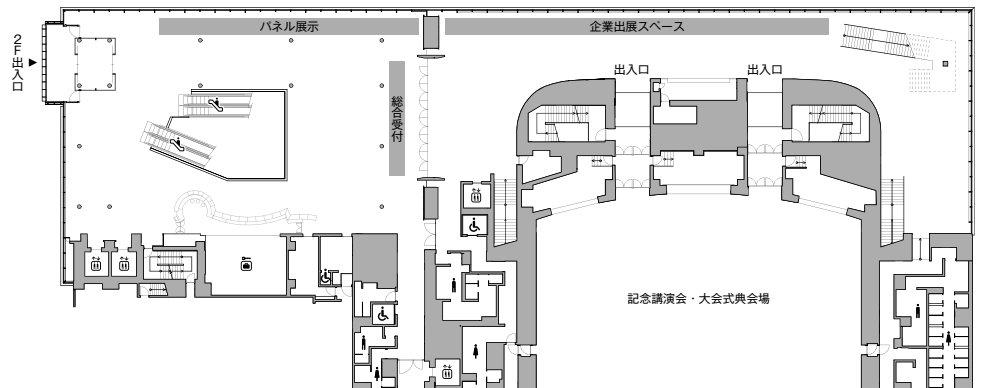 パネル展示
企業出展スペース
2F出入口
総合受付
出入口
出入口
記念講演会・大会式典会場